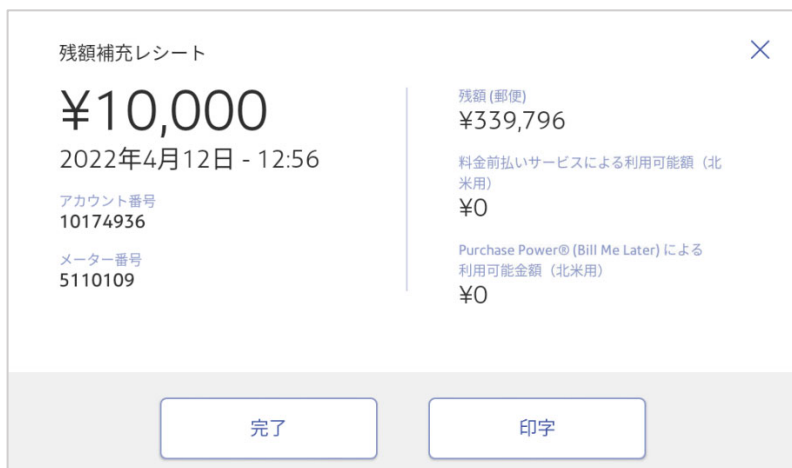 残額補充レシート
¥10,000
2022年4月12日 - 12:56
アカウント番号
10174936
メーター番号
5110109
残額 (郵便)
¥339,796
料金前払いサービスによる利用可能額（北
米用）
¥0
Purchase Power® (Bill Me Later) による
利用可能金額（北米用）
¥0
完了
印字